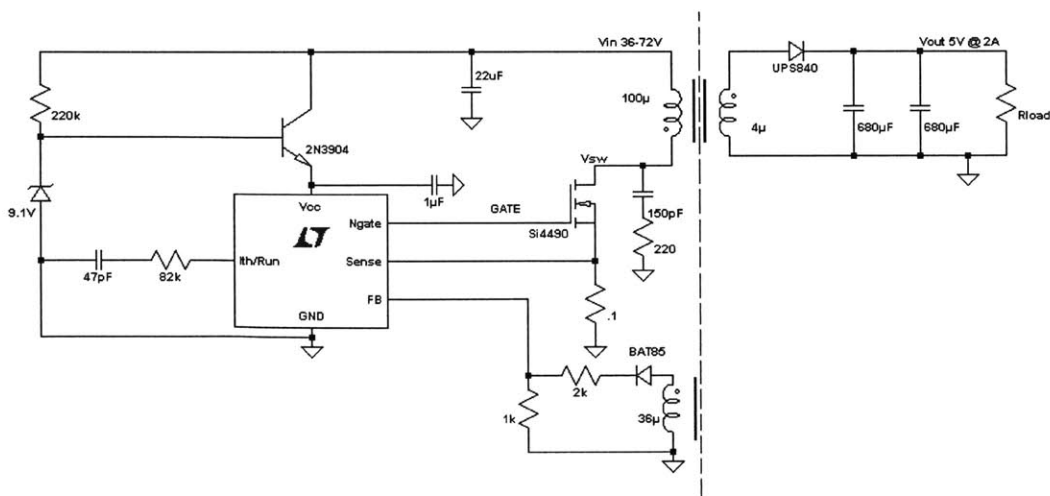 Vin 36-72V
Vout 5V @ 2A
UPS840
220k
22uF
100µ
4µ
680µF
680µF
Rload
2N3904
Vsw
9.1V
1µF
Vcc
GATE
Ngate
Si4490
150pF
220
47pF
82k
Ith/Run
Sense
FB
GND
.1
BAT85
2k
1k
36µ